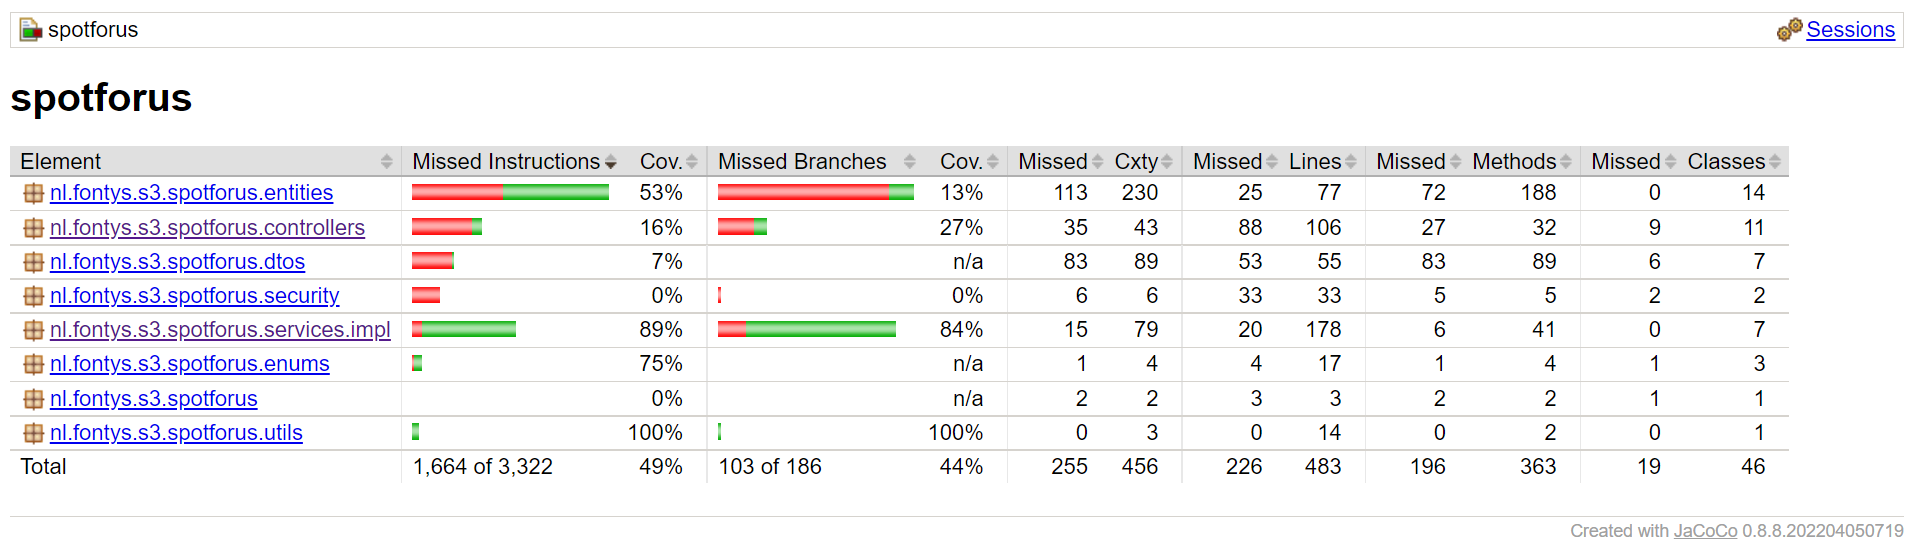 spotforus Sessions
spotforus
Element Missed Instructions Cov. Missed Branches Cov. Missed Cxty Missed Lines Missed Methods Missed Classes
nl.fontys.s3.spotforus.entities 53% 13% 113 230 25 77 72 188 0 14
nl.fontys.s3.spotforus.controllers 16% 27% 35 43 88 106 27 32 9 11
nl.fontys.s3.spotforus.dtos 7% n/a 83 89 53 55 83 89 6 7
nl.fontys.s3.spotforus.security 0% 0% 6 6 33 33 5 5 2 2
nl.fontys.s3.spotforus.services.impl 89% 84% 15 79 20 178 6 41 0 7
nl.fontys.s3.spotforus.enums 75% n/a 1 4 4 17 1 4 1 3
nl.fontys.s3.spotforus 0% n/a 2 2 3 3 2 2 1 1
nl.fontys.s3.spotforus.utils 100% 100% 0 3 0 14 0 2 0 1
Total 1,664 of 3,322 49% 103 of 186 44% 255 456 226 483 196 363 19 46
Created with JaCoCo 0.8.8.202204050719